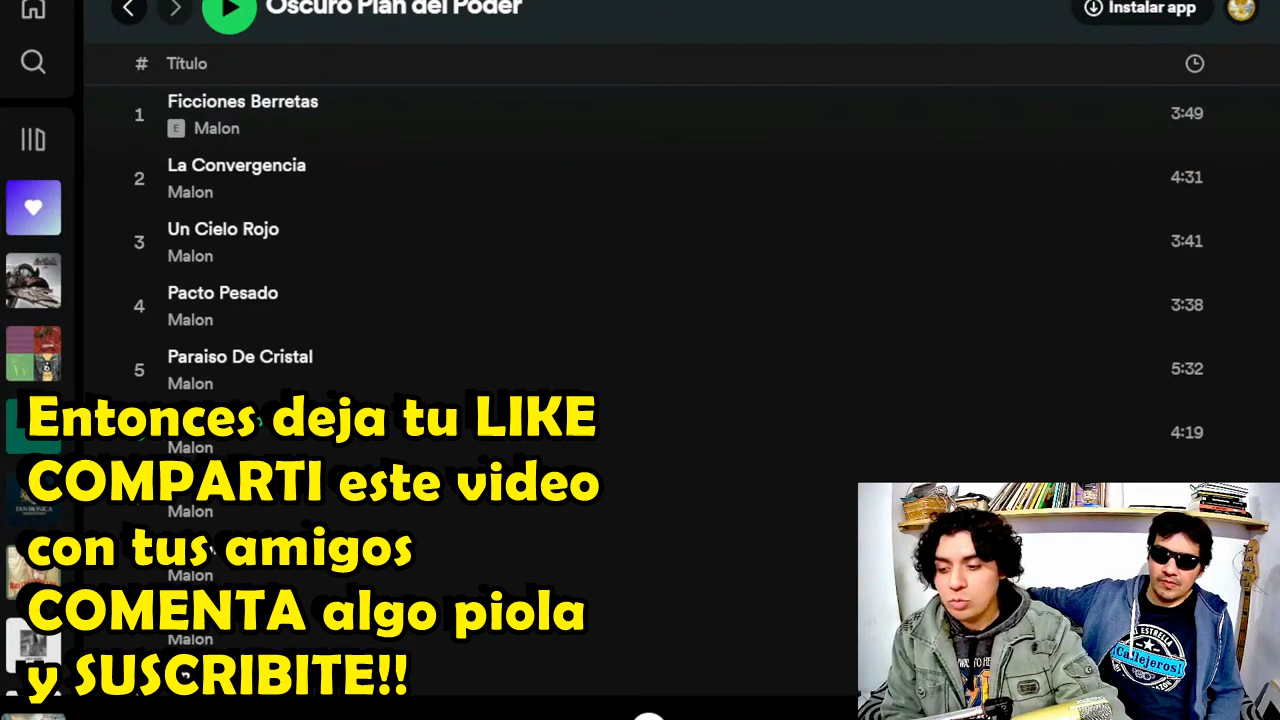 Oscuro Plan del Poder
Instalar app
# Título
1 Ficciones Berretas 3:49
E Malon
2 La Convergencia 4:31
Malon
3 Un Cielo Rojo 3:41
Malon
4 Pacto Pesado 3:38
Malon
5 Paraiso De Cristal 5:32
Malon
4:19
Malon
Malon
Malon
Malon
Entonces deja tu LIKE
COMPARTI este video
con tus amigos
COMENTA algo piola
y SUSCRIBITE!!
MI ESTRELLA
¡Callejeros!